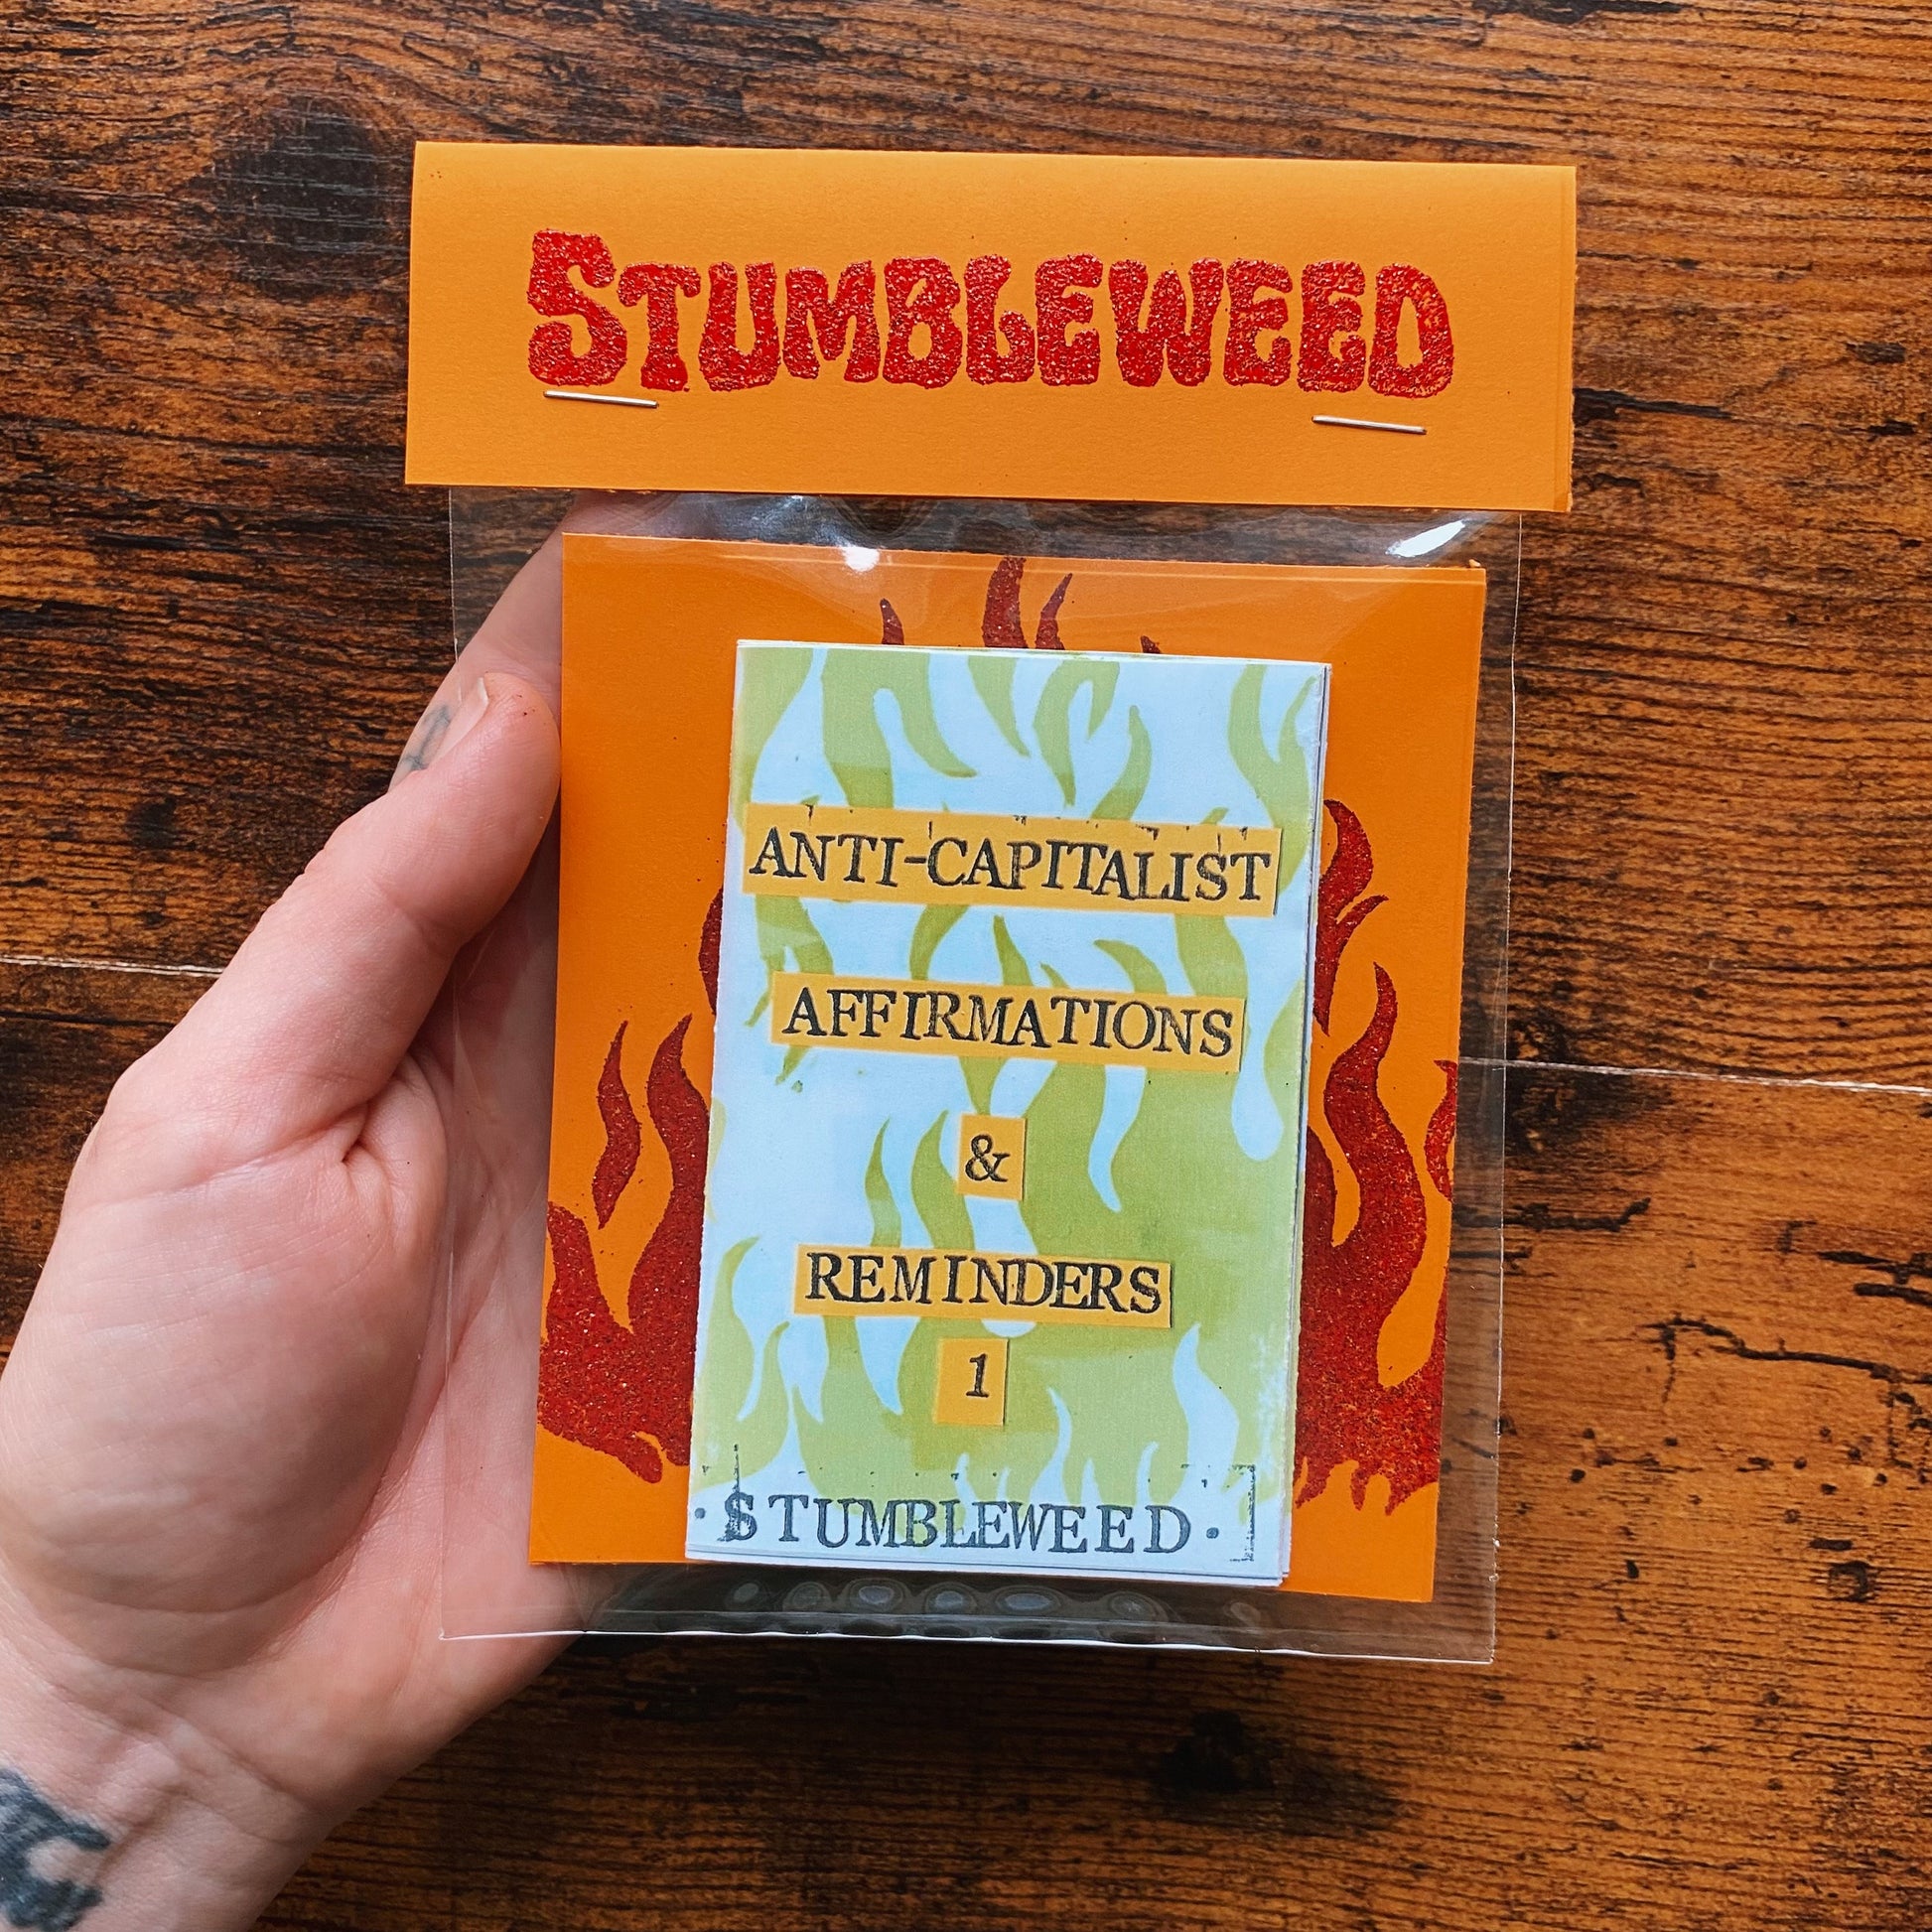 STUMBLEWEED
ANTI-CAPITALIST
AFFIRMATIONS
&
REMINDERS
1
·STUMBLEWEED·